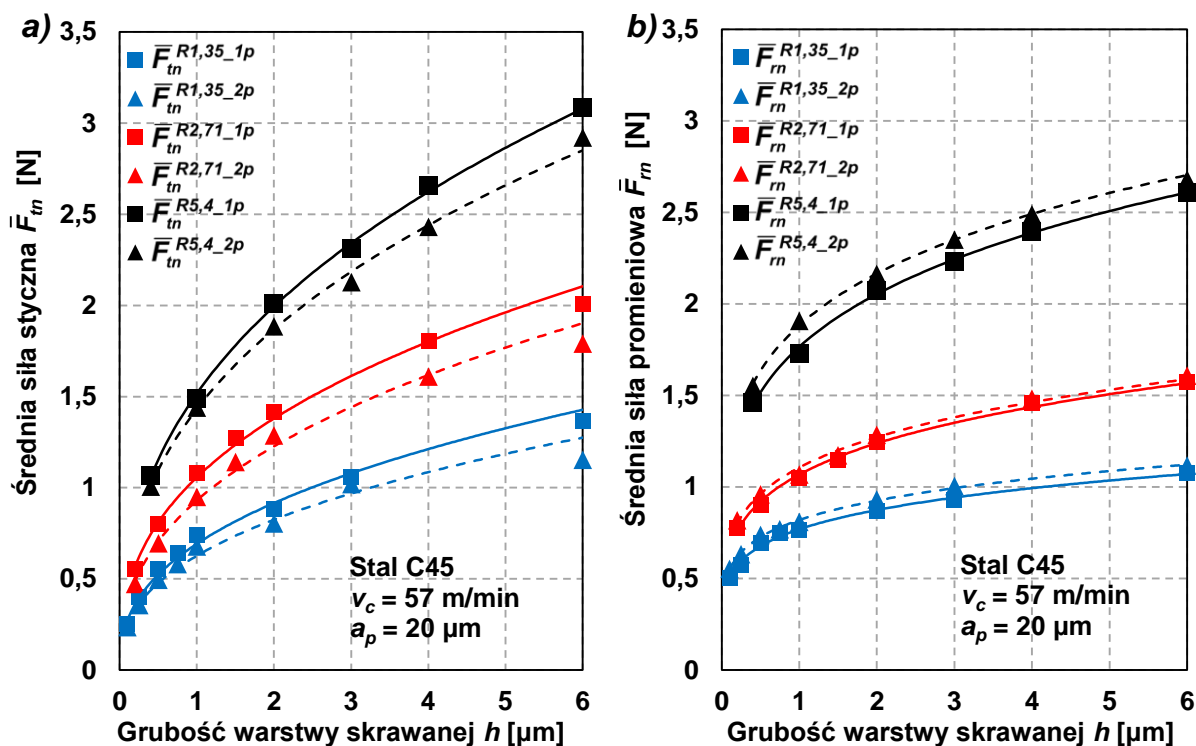 a)
Średnia siła styczna F̅tn [N]
3,5
3
2,5
2
1,5
1
0,5
0
F̅tn R1,35_1p
F̅tn R1,35_2p
F̅tn R2,71_1p
F̅tn R2,71_2p
F̅tn R5,4_1p
F̅tn R5,4_2p
Stal C45
vc = 57 m/min
ap = 20 µm
0 1 2 3 4 5 6
Grubość warstwy skrawanej h [µm]
b)
Średnia siła promieniowa F̅rn [N]
3,5
3
2,5
2
1,5
1
0,5
0
F̅rn R1,35_1p
F̅rn R1,35_2p
F̅rn R2,71_1p
F̅rn R2,71_2p
F̅rn R5,4_1p
F̅rn R5,4_2p
Stal C45
vc = 57 m/min
ap = 20 µm
0 1 2 3 4 5 6
Grubość warstwy skrawanej h [µm]